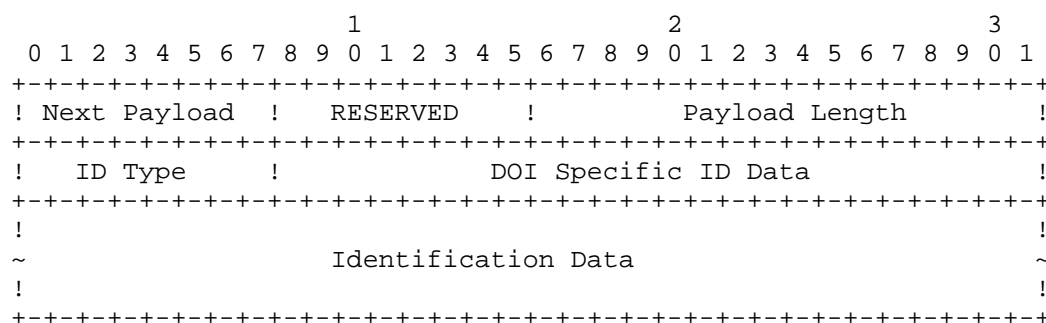 1                   2                   3
 0 1 2 3 4 5 6 7 8 9 0 1 2 3 4 5 6 7 8 9 0 1 2 3 4 5 6 7 8 9 0 1
+-+-+-+-+-+-+-+-+-+-+-+-+-+-+-+-+-+-+-+-+-+-+-+-+-+-+-+-+-+-+-+-+
! Next Payload  !   RESERVED    !         Payload Length        !
+-+-+-+-+-+-+-+-+-+-+-+-+-+-+-+-+-+-+-+-+-+-+-+-+-+-+-+-+-+-+-+-+
!   ID Type     !             DOI Specific ID Data              !
+-+-+-+-+-+-+-+-+-+-+-+-+-+-+-+-+-+-+-+-+-+-+-+-+-+-+-+-+-+-+-+-+
!                                                               !
~                   Identification Data                         ~
!                                                               !
+-+-+-+-+-+-+-+-+-+-+-+-+-+-+-+-+-+-+-+-+-+-+-+-+-+-+-+-+-+-+-+-+